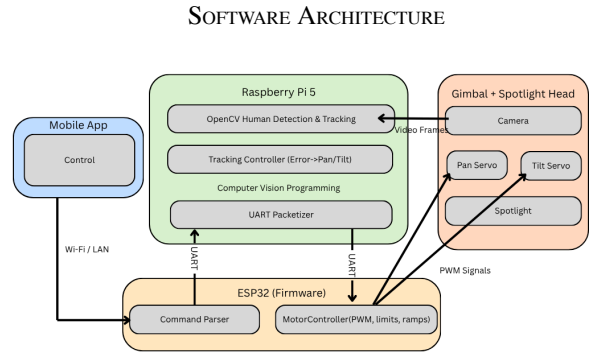 SOFTWARE ARCHITECTURE
Mobile App
Control
Wi-Fi / LAN
Raspberry Pi 5
OpenCV Human Detection & Tracking
Tracking Controller (Error->Pan/Tilt)
Computer Vision Programming
UART Packetizer
UART
UART
Video Frames
Gimbal + Spotlight Head
Camera
Pan Servo
Tilt Servo
Spotlight
PWM Signals
ESP32 (Firmware)
Command Parser
MotorController(PWM, limits, ramps)